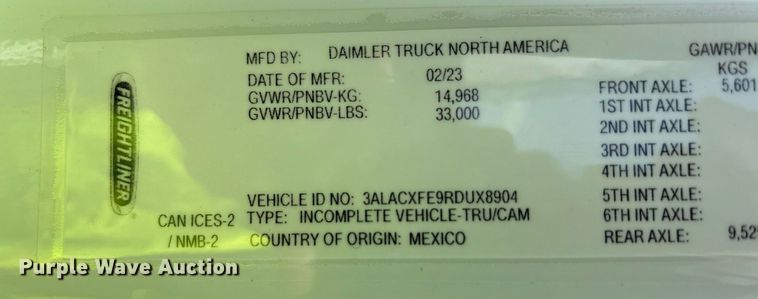 MFD BY: DAIMLER TRUCK NORTH AMERICA
DATE OF MFR: 02/23
GVWR/PNBV-KG: 14,968
GVWR/PNBV-LBS: 33,000
FREIGHTLINER
VEHICLE ID NO: 3ALACXFE9RDUX8904
CAN ICES-2 TYPE: INCOMPLETE VEHICLE-TRU/CAM
/ NMB-2 COUNTRY OF ORIGIN: MEXICO
GAWR/PN
KGS
FRONT AXLE: 5,601
1ST INT AXLE:
2ND INT AXLE:
3RD INT AXLE:
4TH INT AXLE:
5TH INT AXLE:
6TH INT AXLE:
REAR AXLE: 9,52
Purple Wave Auction